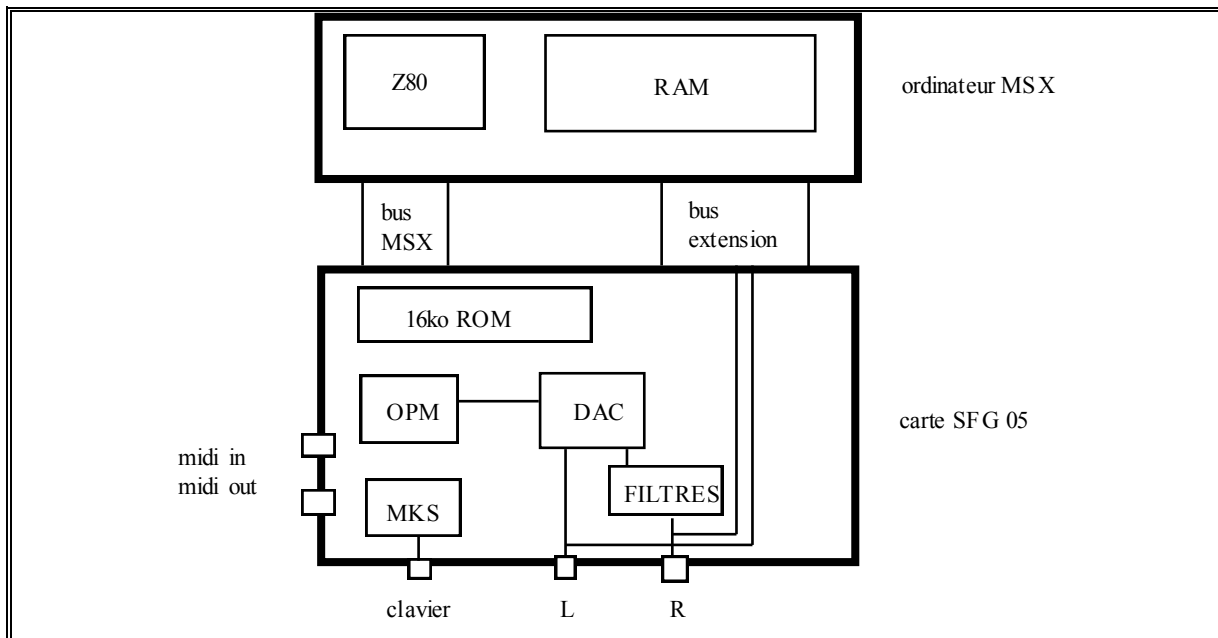 Z80
RAM
ordinateur MSX
bus
MSX
bus
extension
16ko ROM
OPM
DAC
carte SFG 05
midi in
midi out
FILTRES
MKS
clavier
L
R